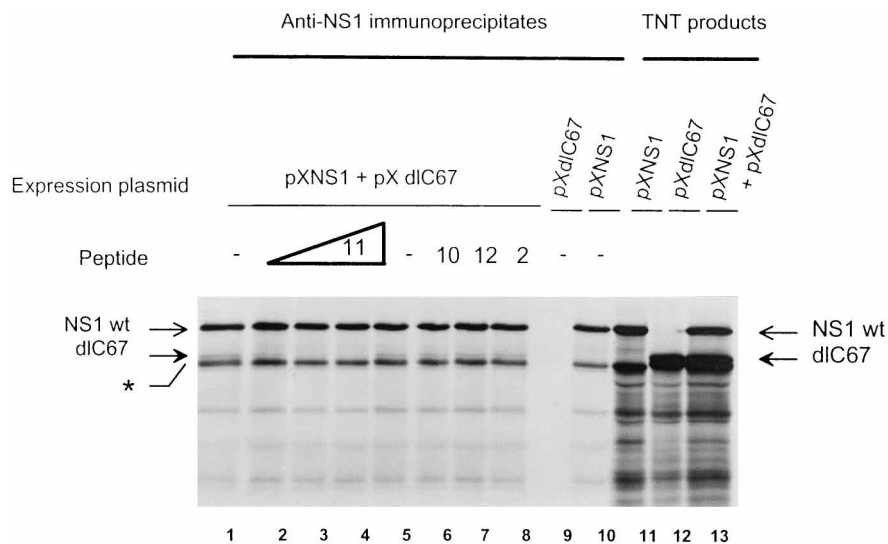 Anti-NS1 immunoprecipitates
TNT products
Expression plasmid
pXNS1 + pX dlC67
pXdlC67
pXNS1
pXNS1
pXdlC67
pXNS1
+ pXdlC67
Peptide - 11 - 10 12 2 - -
NS1 wt
dlC67
*
NS1 wt
dlC67
1 2 3 4 5 6 7 8 9 10 11 12 13